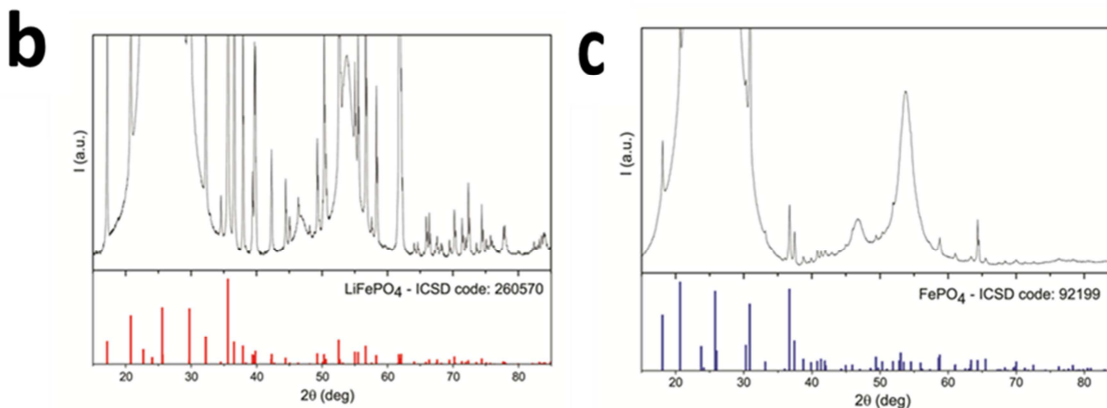 b
I (a.u.)
LiFePO₄ - ICSD code: 260570
20 30 40 50 60 70 80
2θ (deg)
c
I (a.u.)
FePO₄ - ICSD code: 92199
20 30 40 50 60 70 80
2θ (deg)